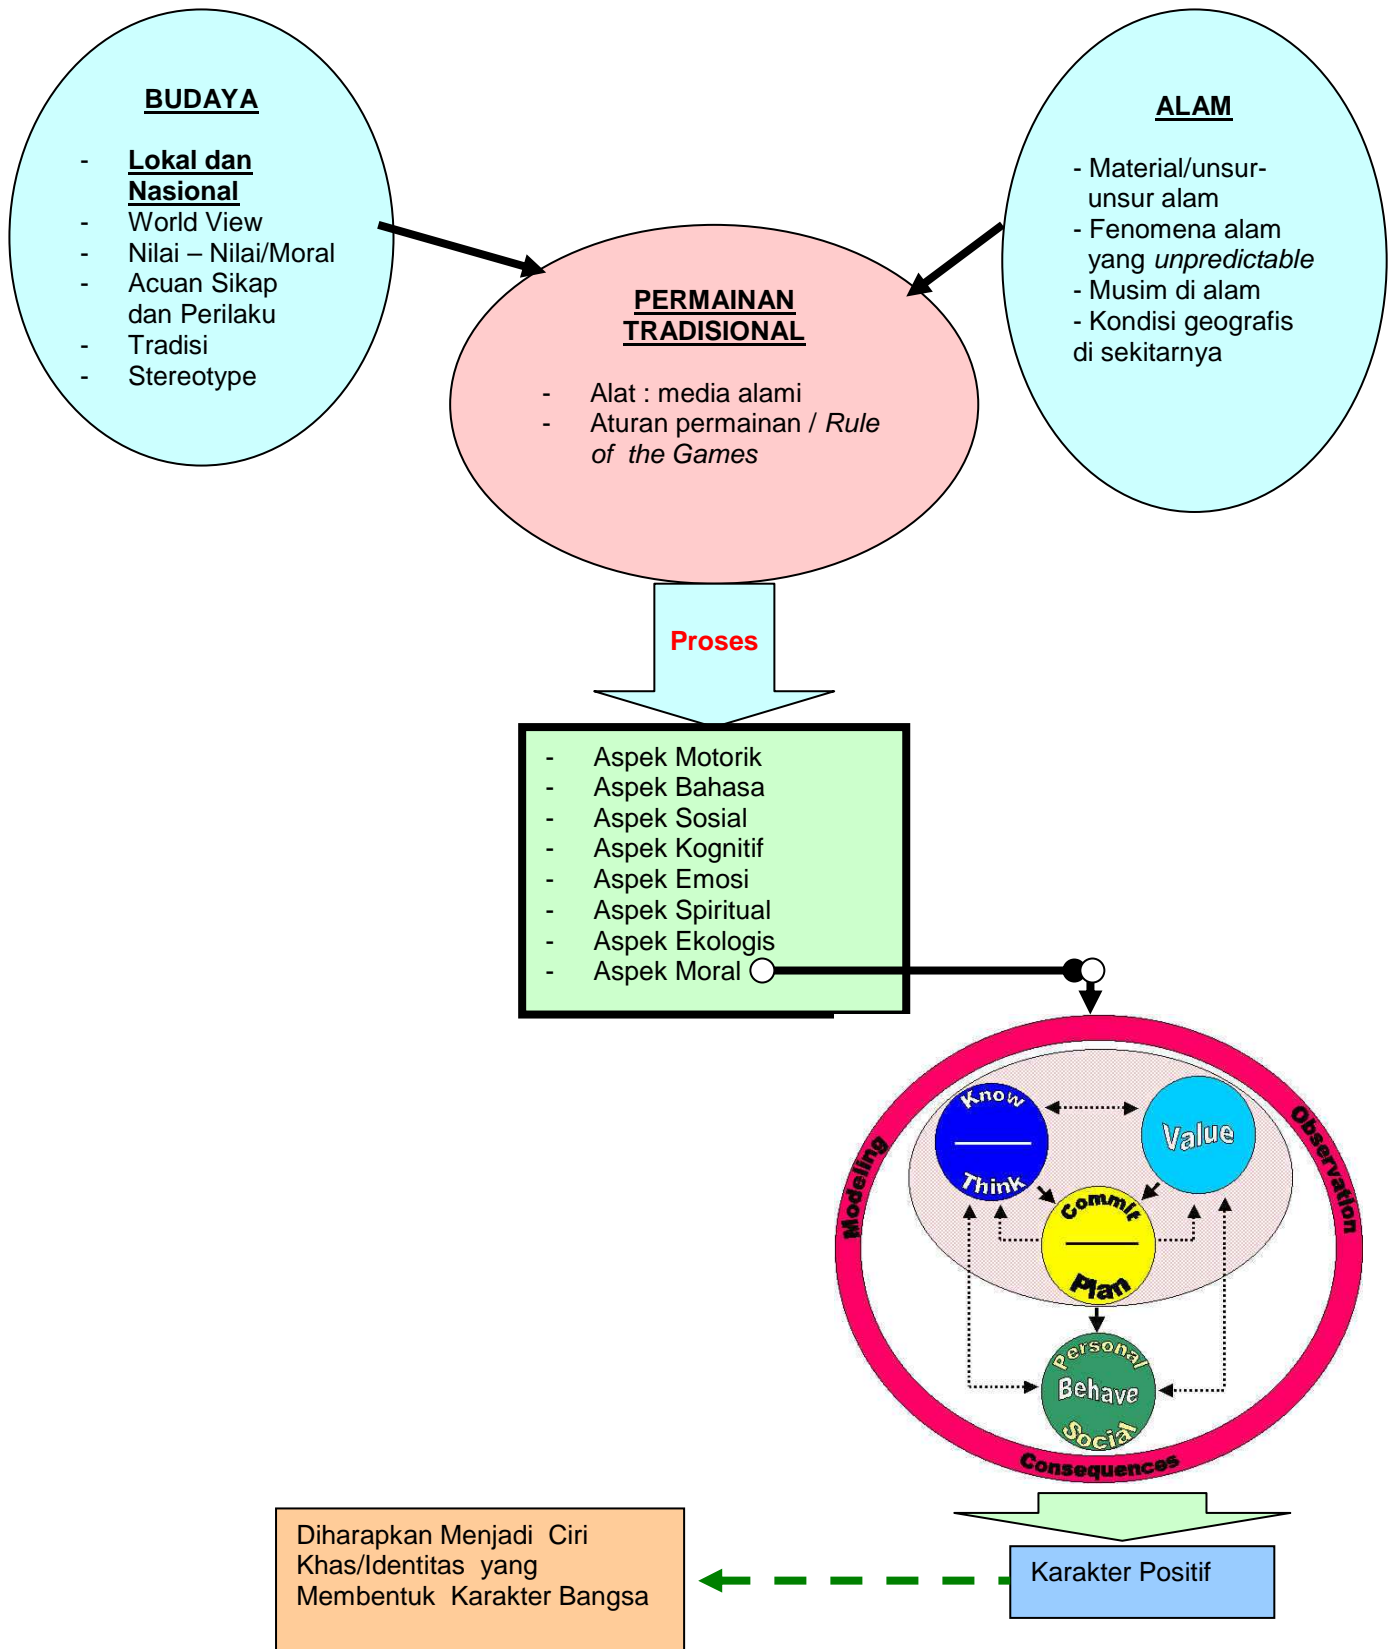 BUDAYA
- Lokal dan
Nasional
- World View
- Nilai – Nilai/Moral
- Acuan Sikap
dan Perilaku
- Tradisi
- Stereotype
ALAM
- Material/unsur-
unsur alam
- Fenomena alam
yang unpredictable
- Musim di alam
- Kondisi geografis
di sekitarnya
PERMAINAN
TRADISIONAL
- Alat : media alami
- Aturan permainan / Rule
of the Games
Proses
- Aspek Motorik
- Aspek Bahasa
- Aspek Sosial
- Aspek Kognitif
- Aspek Emosi
- Aspek Spiritual
- Aspek Ekologis
- Aspek Moral
Modeling
Observation
Consequences
Know
Think
Value
Commit
Plan
Personal
Behave
Social
Karakter Positif
Diharapkan Menjadi Ciri
Khas/Identitas yang
Membentuk Karakter Bangsa